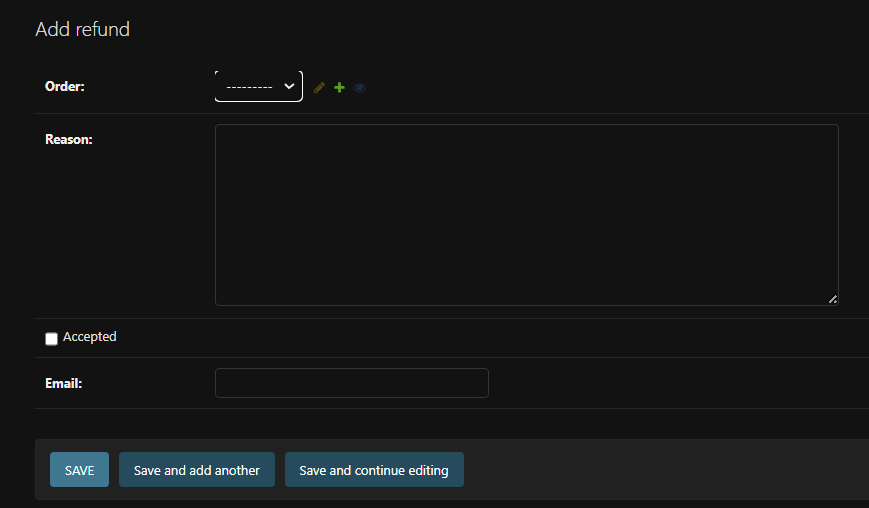 Add refund
Order:
---------
Reason:
Accepted
Email:
SAVE
Save and add another
Save and continue editing